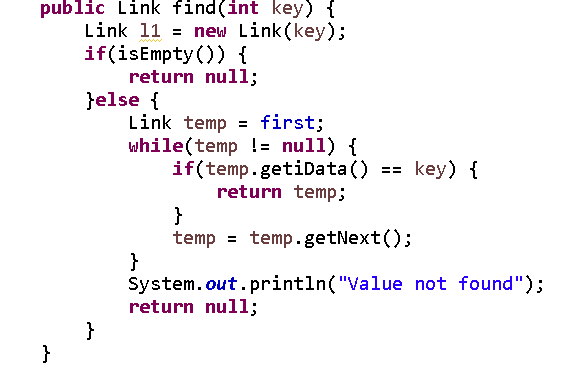 public Link find(int key) {
    Link l1 = new Link(key);
    if(isEmpty()) {
        return null;
    }else {
        Link temp = first;
        while(temp != null) {
            if(temp.getiData() == key) {
                return temp;
            }
            temp = temp.getNext();
        }
        System.out.println("Value not found");
        return null;
    }
}